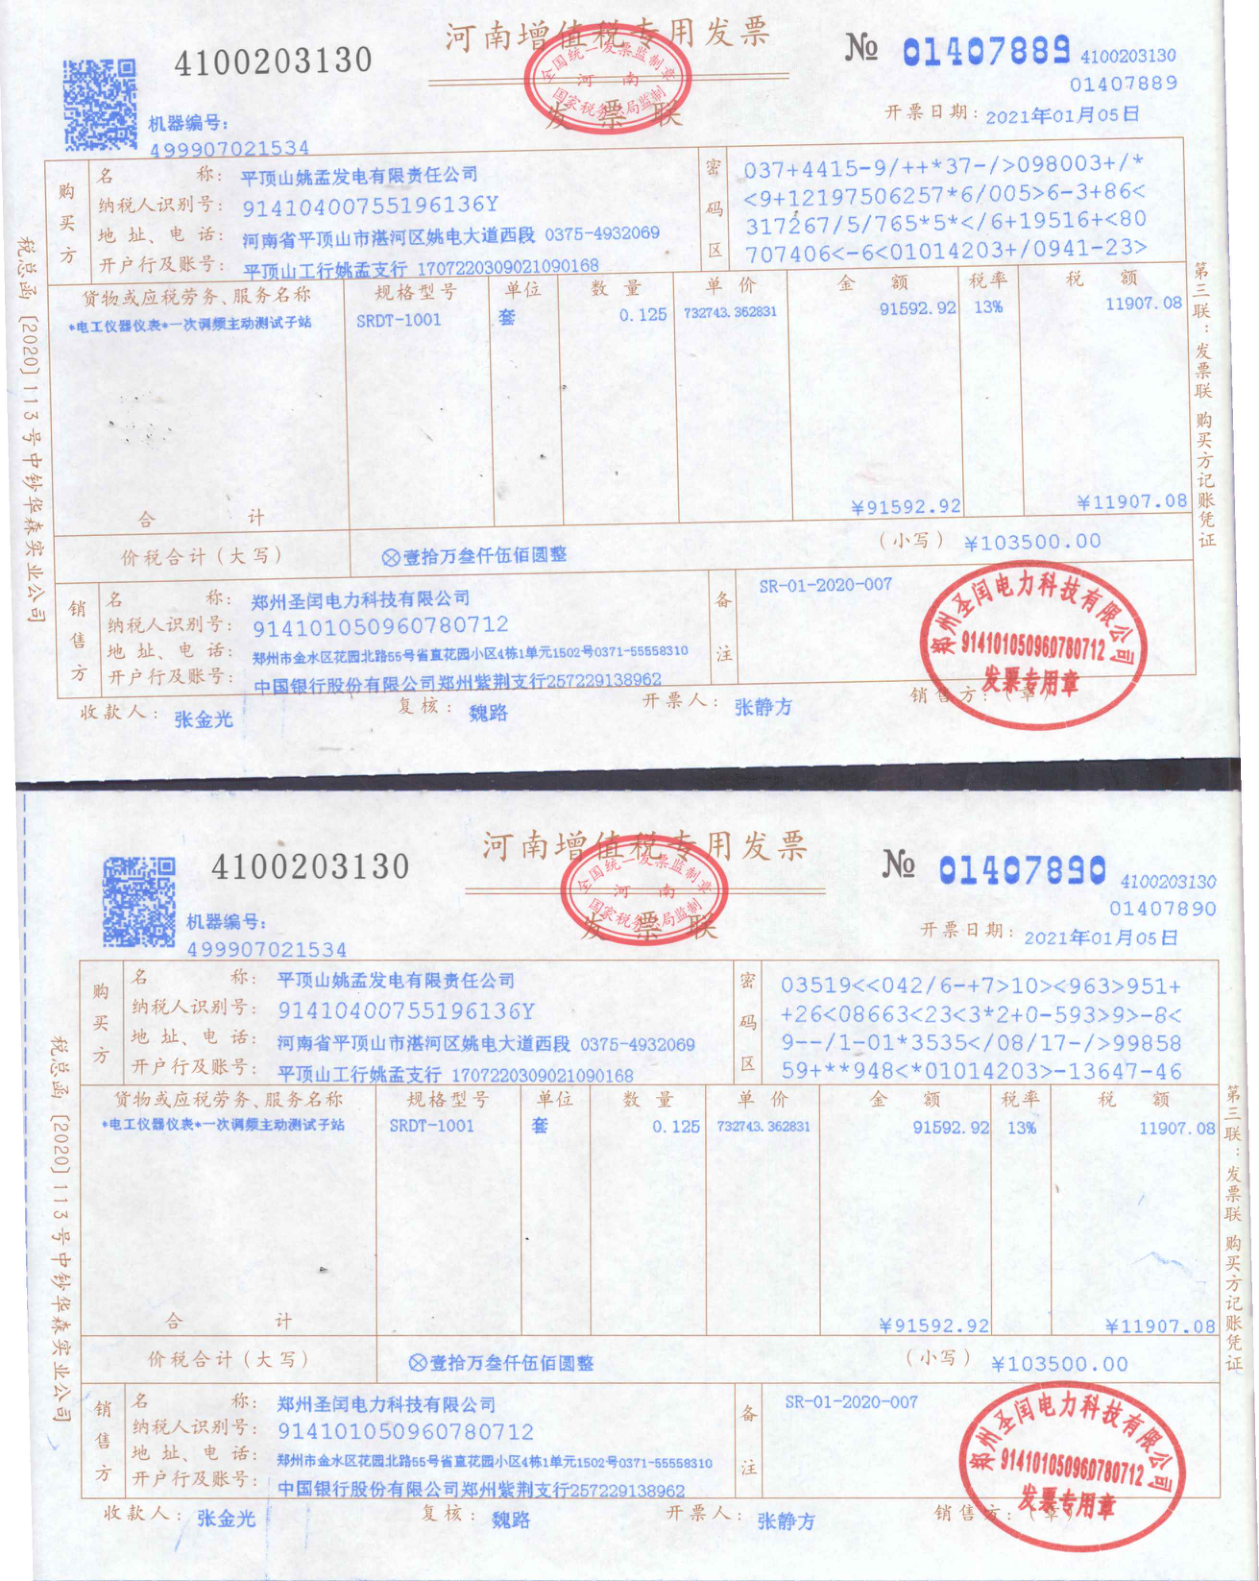 河南增值税专用发票
4100203130
№ 01407889 4100203130
01407889
全国统一发票监制章
河 南
国家税务总局监制
发 票 联
机器编号:
499907021534
开票日期: 2021年01月05日
购买方
名 称: 平顶山姚孟发电有限责任公司
纳税人识别号: 91410400755196136Y
地 址、电 话: 河南省平顶山市湛河区姚电大道西段 0375-4932069
开户行及账号: 平顶山工行姚孟支行 1707220309021090168
密码区
037+4415-9/++*37-/>098003+/*
<9+12197506257*6/005>6-3+86<
317267/5/765*5*</6+19516+<80
707406<-6<01014203+/0941-23>
货物或应税劳务、服务名称 规格型号 单位 数 量 单 价 金 额 税率 税 额
*电工仪器仪表*一次调频主动测试子站 SRDT-1001 套 0.125 732743.362831 91592.92 13% 11907.08
合 计 ¥91592.92 ¥11907.08
价税合计(大写) ⊗壹拾万叁仟伍佰圆整 (小写) ¥103500.00
销售方
名 称: 郑州圣闰电力科技有限公司
纳税人识别号: 914101050960780712
地 址、电 话: 郑州市金水区花园北路55号省直花园小区4栋1单元1502号0371-55558310
开户行及账号: 中国银行股份有限公司郑州紫荆支行257229138962
备注
SR-01-2020-007
郑州圣闰电力科技有限公司
914101050960780712
发票专用章
收款人: 张金光 复核: 魏路 开票人: 张静方 销售方:(章)
税总函〔2020〕113号中钞华森实业公司
第三联:发票联 购买方记账凭证
河南增值税专用发票
4100203130
№ 01407890 4100203130
01407890
全国统一发票监制章
河 南
国家税务总局监制
发 票 联
机器编号:
499907021534
开票日期: 2021年01月05日
购买方
名 称: 平顶山姚孟发电有限责任公司
纳税人识别号: 91410400755196136Y
地 址、电 话: 河南省平顶山市湛河区姚电大道西段 0375-4932069
开户行及账号: 平顶山工行姚孟支行 1707220309021090168
密码区
03519<<042/6-+7>10><963>951+
+26<08663<23<3*2+0-593>9>-8<
9--/1-01*3535</08/17-/>99858
59+**948<*01014203>-13647-46
货物或应税劳务、服务名称 规格型号 单位 数 量 单 价 金 额 税率 税 额
*电工仪器仪表*一次调频主动测试子站 SRDT-1001 套 0.125 732743.362831 91592.92 13% 11907.08
合 计 ¥91592.92 ¥11907.08
价税合计(大写) ⊗壹拾万叁仟伍佰圆整 (小写) ¥103500.00
销售方
名 称: 郑州圣闰电力科技有限公司
纳税人识别号: 914101050960780712
地 址、电 话: 郑州市金水区花园北路55号省直花园小区4栋1单元1502号0371-55558310
开户行及账号: 中国银行股份有限公司郑州紫荆支行257229138962
备注
SR-01-2020-007
郑州圣闰电力科技有限公司
914101050960780712
发票专用章
收款人: 张金光 复核: 魏路 开票人: 张静方 销售方:(章)
税总函〔2020〕113号中钞华森实业公司
第三联:发票联 购买方记账凭证